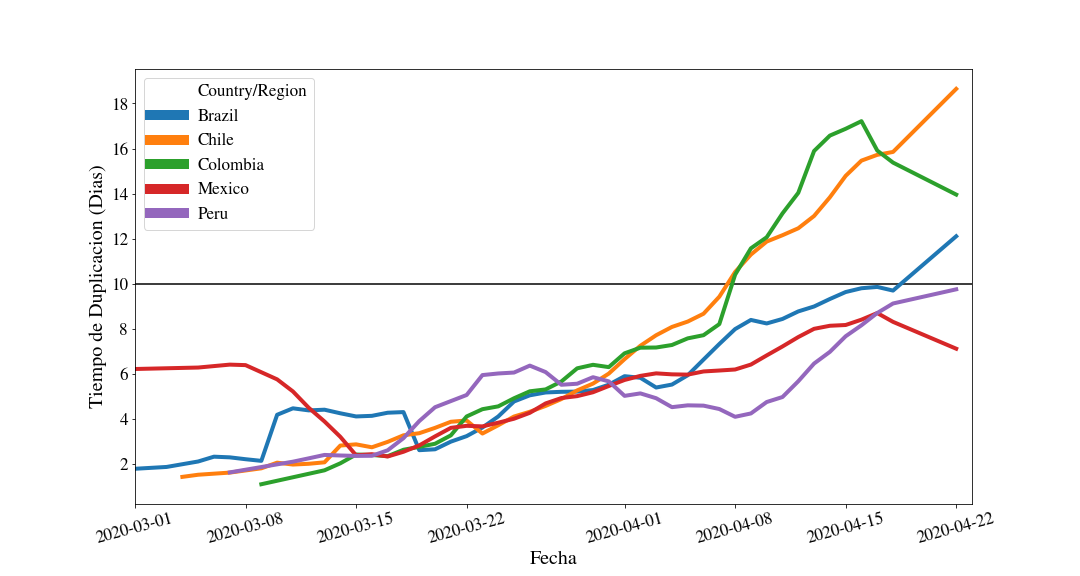 Country/Region
Brazil
Chile
Colombia
Mexico
Peru
Tiempo de Duplicacion (Dias)
18
16
14
12
10
8
6
4
2
2020-03-01
2020-03-08
2020-03-15
2020-03-22
2020-04-01
2020-04-08
2020-04-15
2020-04-22
Fecha